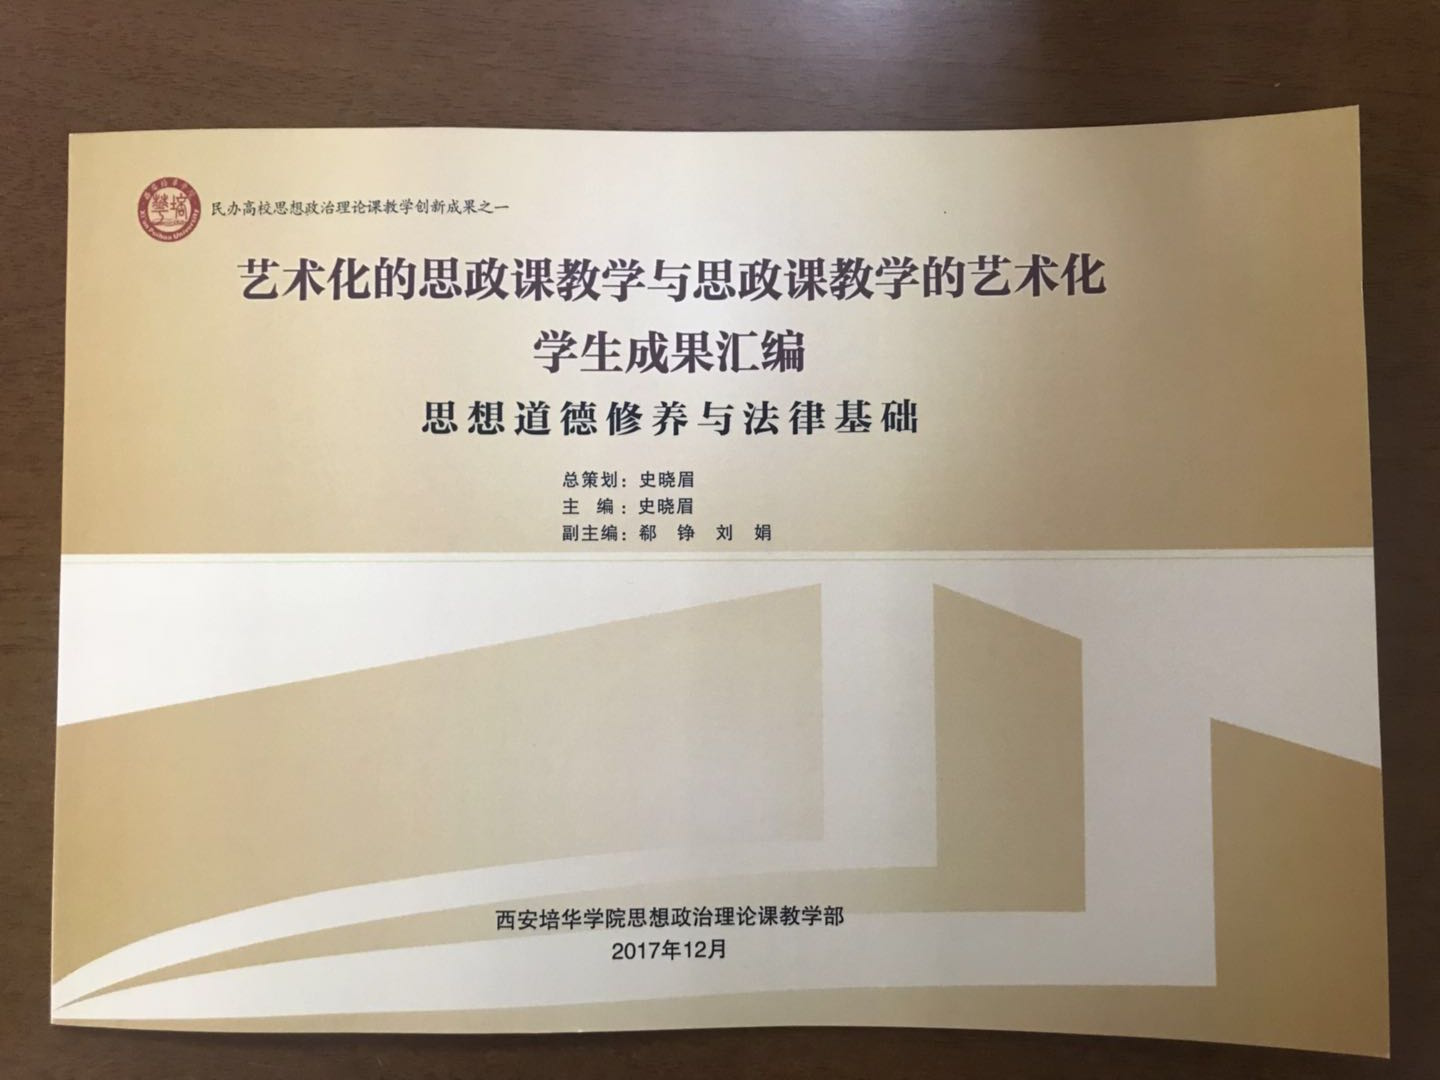 民办高校思想政治理论课教学创新成果之一
艺术化的思政课教学与思政课教学的艺术化
学生成果汇编
思想道德修养与法律基础
总策划：史晓眉
主 编：史晓眉
副主编：郗 铮 刘 娟
西安培华学院思想政治理论课教学部
2017年12月